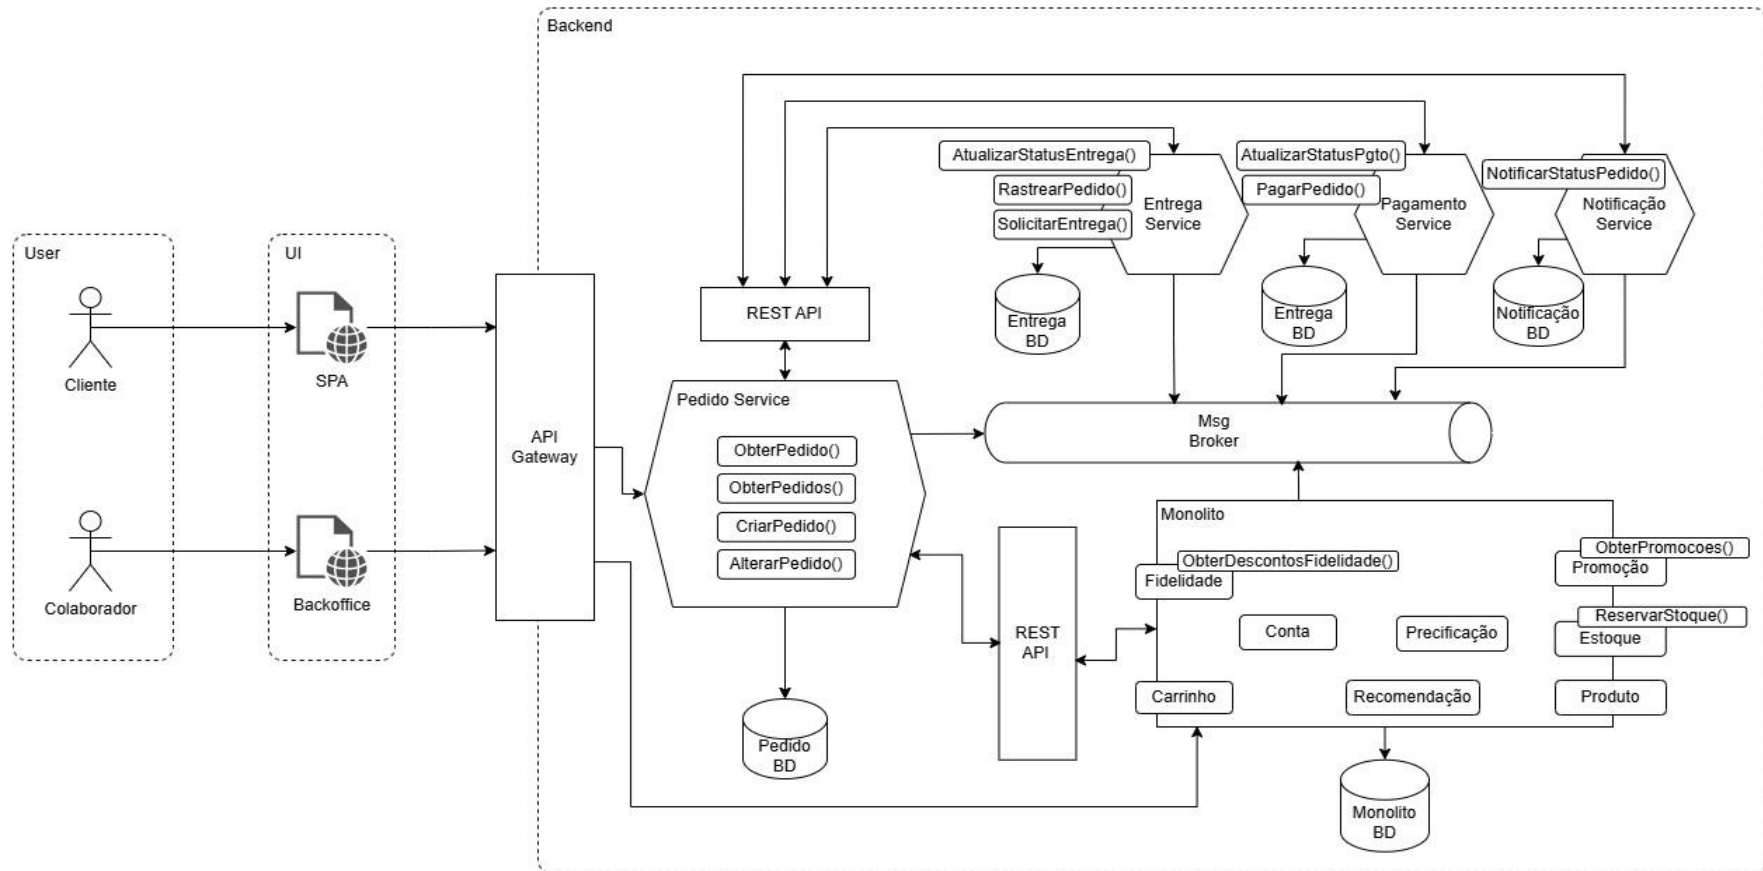 Backend
User
Cliente
Colaborador
UI
SPA
Backoffice
API
Gateway
REST API
Pedido Service
ObterPedido()
ObterPedidos()
CriarPedido()
AlterarPedido()
Pedido
BD
AtualizarStatusEntrega()
RastrearPedido()
SolicitarEntrega()
Entrega
Service
Entrega
BD
AtualizarStatusPgto()
PagarPedido()
Pagamento
Service
Entrega
BD
NotificarStatusPedido()
Notificação
Service
Notificação
BD
Msg
Broker
REST
API
Monolito
ObterDescontosFidelidade()
Fidelidade
ObterPromocoes()
Promoção
Conta
Precificação
ReservarStoque()
Estoque
Carrinho
Recomendação
Produto
Monolito
BD